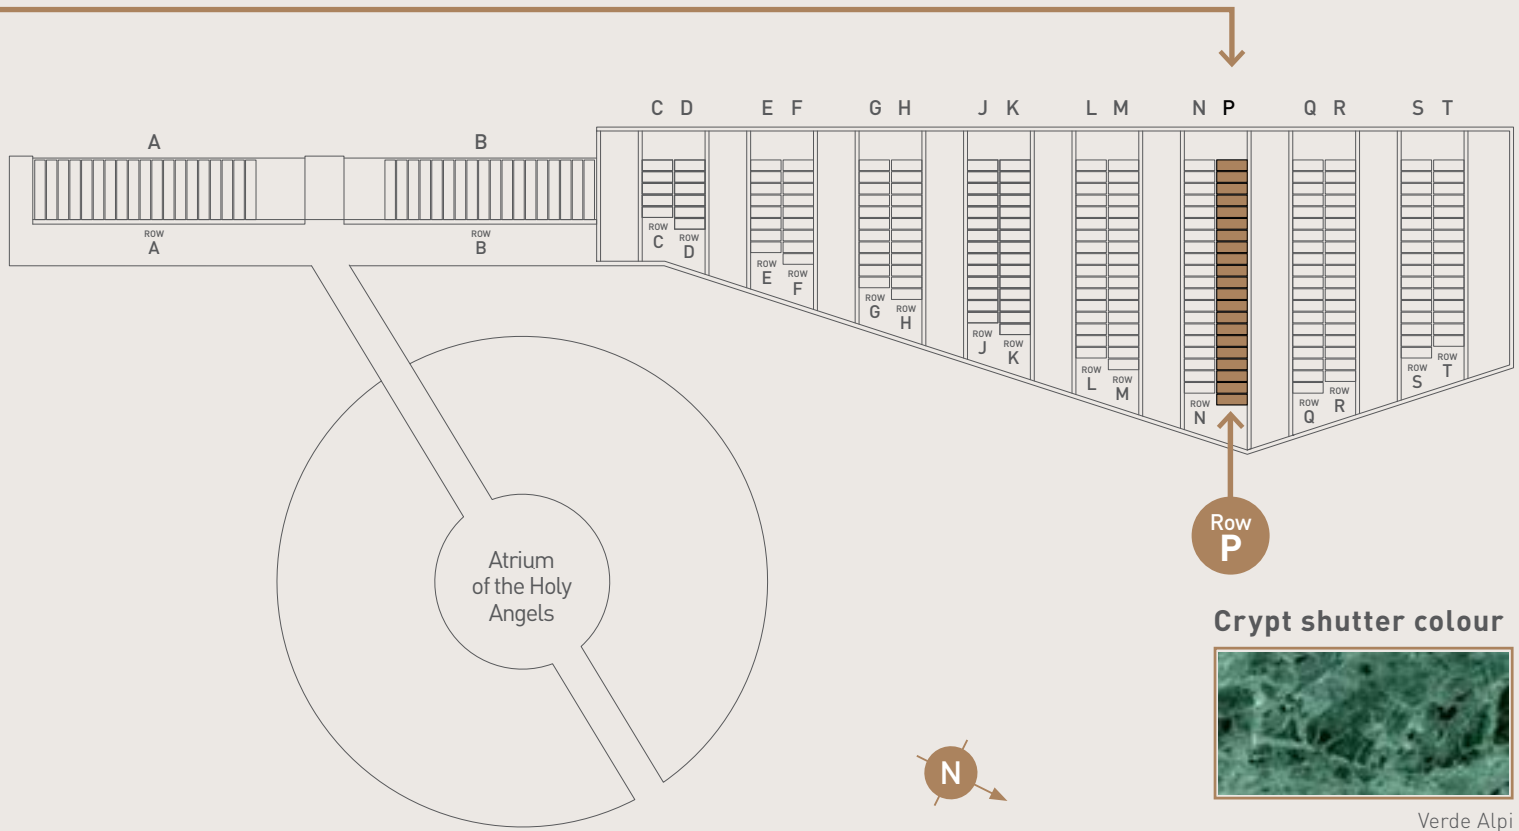 C D E F G H J K L M N P Q R S T
A B
ROW A
ROW B
ROW C
ROW D
ROW E
ROW F
ROW G
ROW H
ROW J
ROW K
ROW L
ROW M
ROW N
ROW Q
ROW R
ROW S
ROW T
Row
P
Atrium
of the Holy
Angels
Crypt shutter colour
N
Verde Alpi